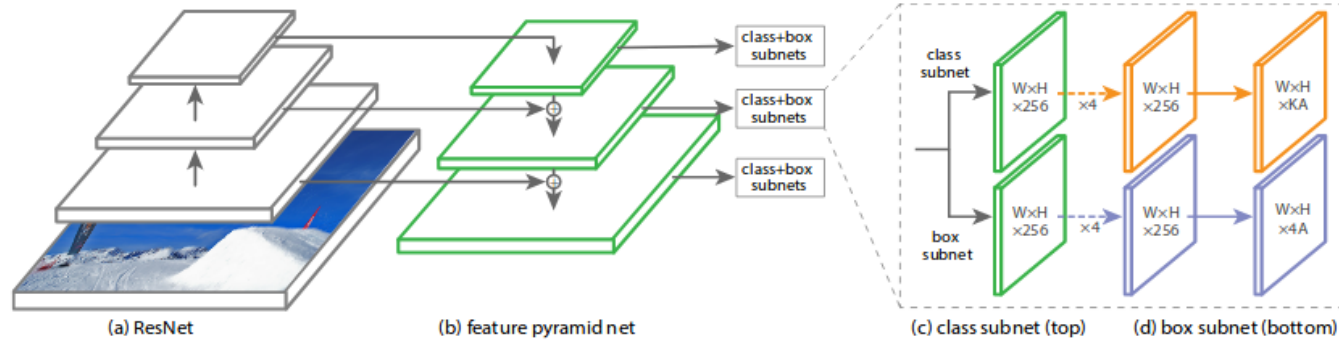 class+box
subnets
class+box
subnets
class+box
subnets
class
subnet
W×H
×256
×4
W×H
×256
W×H
×KA
box
subnet
W×H
×256
×4
W×H
×256
W×H
×4A
(a) ResNet
(b) feature pyramid net
(c) class subnet (top)
(d) box subnet (bottom)